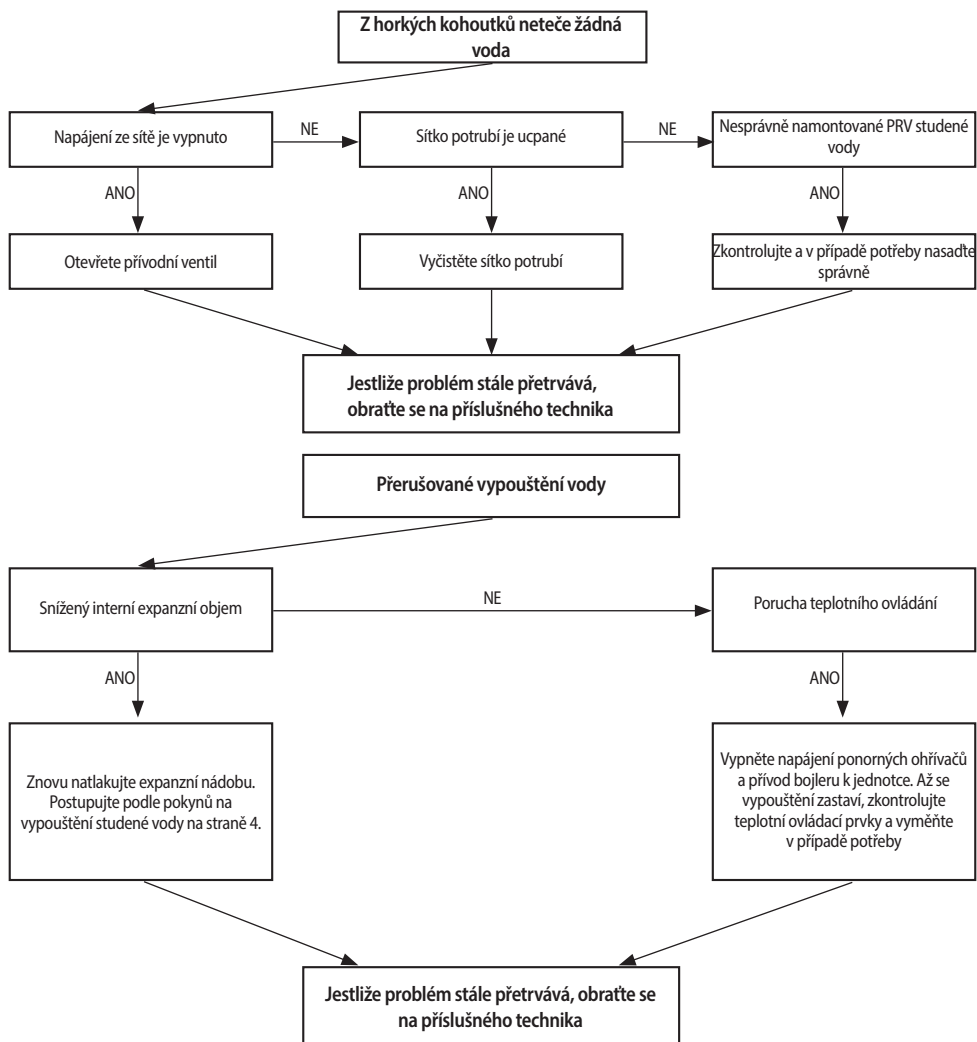 Z horkých kohoutků neteče žádná
voda
Napájení ze sítě je vypnuto
NE
Sítko potrubí je ucpané
NE
Nesprávně namontované PRV studené
vody
ANO
ANO
ANO
Otevřete přívodní ventil
Vyčistěte sítko potrubí
Zkontrolujte a v případě potřeby nasaďte
správně
Jestliže problém stále přetrvává,
obraťte se na příslušného technika
Přerušované vypouštění vody
Snížený interní expanzní objem
NE
Porucha teplotního ovládání
ANO
ANO
Znovu natlakujte expanzní nádobu.
Postupujte podle pokynů na
vypouštění studené vody na straně 4.
Vypněte napájení ponorných ohřívačů
a přívod bojleru k jednotce. Až se
vypouštění zastaví, zkontrolujte
teplotní ovládací prvky a vyměňte
v případě potřeby
Jestliže problém stále přetrvává, obraťte se
na příslušného technika